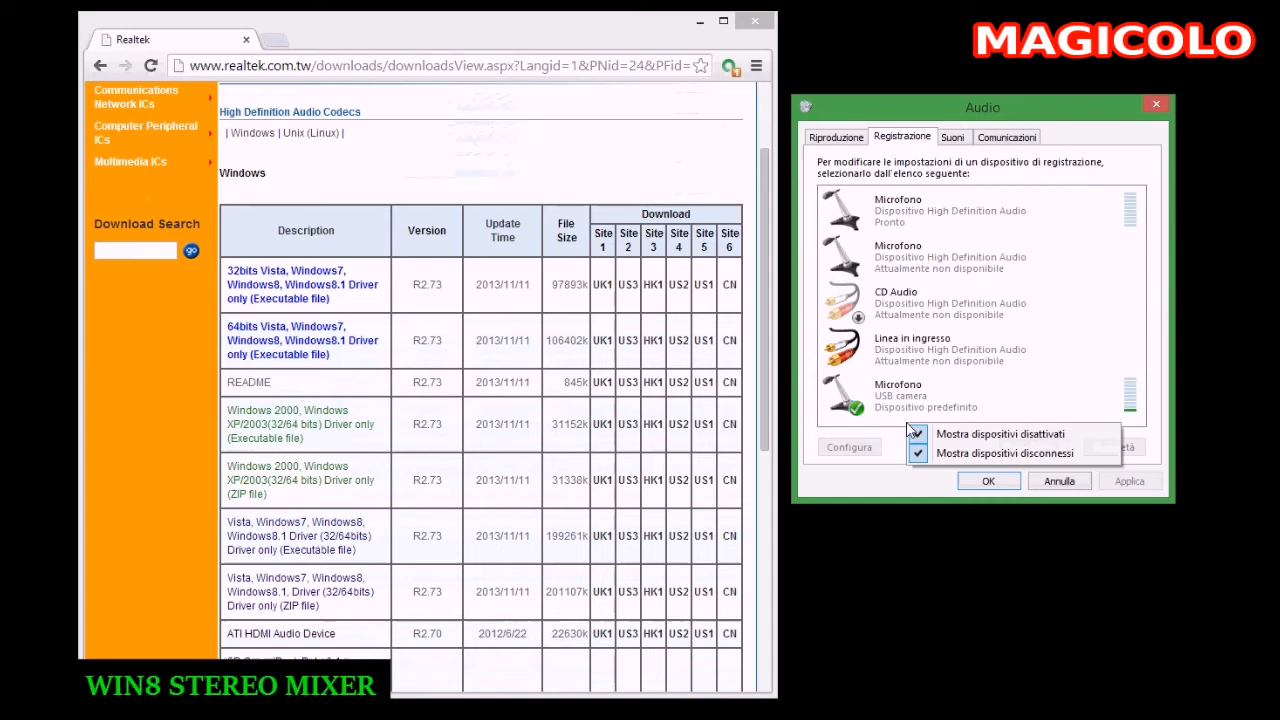 MAGICOLO
Realtek
www.realtek.com.tw/downloads/downloadsView.aspx?Langid=1&PNid=24&PFid=
Communications
Network ICs
Computer Peripheral
ICs
Multimedia ICs
Download Search
go
High Definition Audio Codecs
| Windows | Unix (Linux) |
Windows
Description Version Update Time File Size Download
Site 1 Site 2 Site 3 Site 4 Site 5 Site 6
32bits Vista, Windows7,
Windows8, Windows8.1 Driver
only (Executable file)
R2.73 2013/11/11 97893k UK1 US3 HK1 US2 US1 CN
64bits Vista, Windows7,
Windows8, Windows8.1 Driver
only (Executable file)
R2.73 2013/11/11 106402k UK1 US3 HK1 US2 US1 CN
README R2.73 2013/11/11 845k UK1 US3 HK1 US2 US1 CN
Windows 2000, Windows
XP/2003(32/64 bits) Driver only
(Executable file)
R2.73 2013/11/11 31152k UK1 US3 HK1 US2 US1 CN
Windows 2000, Windows
XP/2003(32/64 bits) Driver only
(ZIP file)
R2.73 2013/11/11 31338k UK1 US3 HK1 US2 US1 CN
Vista, Windows7, Windows8,
Windows8.1 Driver (32/64bits)
Driver only (Executable file)
R2.73 2013/11/11 199261k UK1 US3 HK1 US2 US1 CN
Vista, Windows7, Windows8,
Windows8.1, Driver (32/64bits)
Driver only (ZIP file)
R2.73 2013/11/11 201107k UK1 US3 HK1 US2 US1 CN
ATI HDMI Audio Device R2.70 2012/6/22 22630k UK1 US3 HK1 US2 US1 CN
WIN8 STEREO MIXER
Audio
Riproduzione Registrazione Suoni Comunicazioni
Per modificare le impostazioni di un dispositivo di registrazione,
selezionarlo dall'elenco seguente:
Microfono
Dispositivo High Definition Audio
Pronto
Microfono
Dispositivo High Definition Audio
Attualmente non disponibile
CD Audio
Dispositivo High Definition Audio
Attualmente non disponibile
Linea in ingresso
Dispositivo High Definition Audio
Attualmente non disponibile
Microfono
USB camera
Dispositivo predefinito
Mostra dispositivi disattivati
Mostra dispositivi disconnessi
Configura
OK Annulla Applica